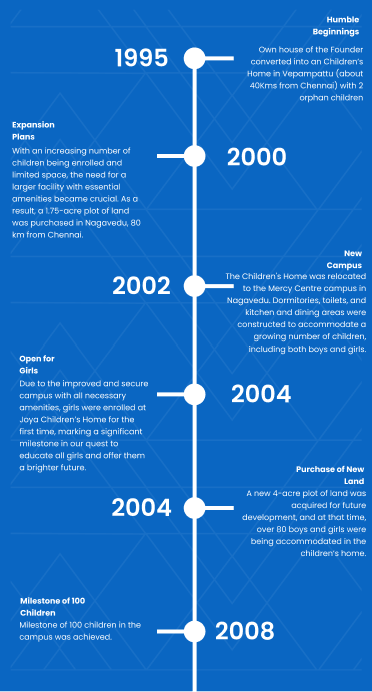 Humble
Beginnings
1995
Own house of the Founder
converted into an Children's
Home in Vepampattu (about
40Kms from Chennai) with 2
orphan children
Expansion
Plans
2000
With an increasing number of
children being enrolled and
limited space, the need for a
larger facility with essential
amenities became crucial. As a
result, a 1.75-acre plot of land
was purchased in Nagavedu, 80
km from Chennai.
New
Campus
2002
The Children's Home was relocated
to the Mercy Centre campus in
Nagavedu. Dormitories, toilets, and
kitchen and dining areas were
constructed to accommodate a
growing number of children,
including both boys and girls.
Open for
Girls
2004
Due to the improved and secure
campus with all necessary
amenities, girls were enrolled at
Joya Children's Home for the
first time, marking a significant
milestone in our quest to
educate all girls and offer them
a brighter future.
Purchase of New
Land
2004
A new 4-acre plot of land was
acquired for future
development, and at that time,
over 80 boys and girls were
being accommodated in the
children's home.
Milestone of 100
Children
2008
Milestone of 100 children in the
campus was achieved.